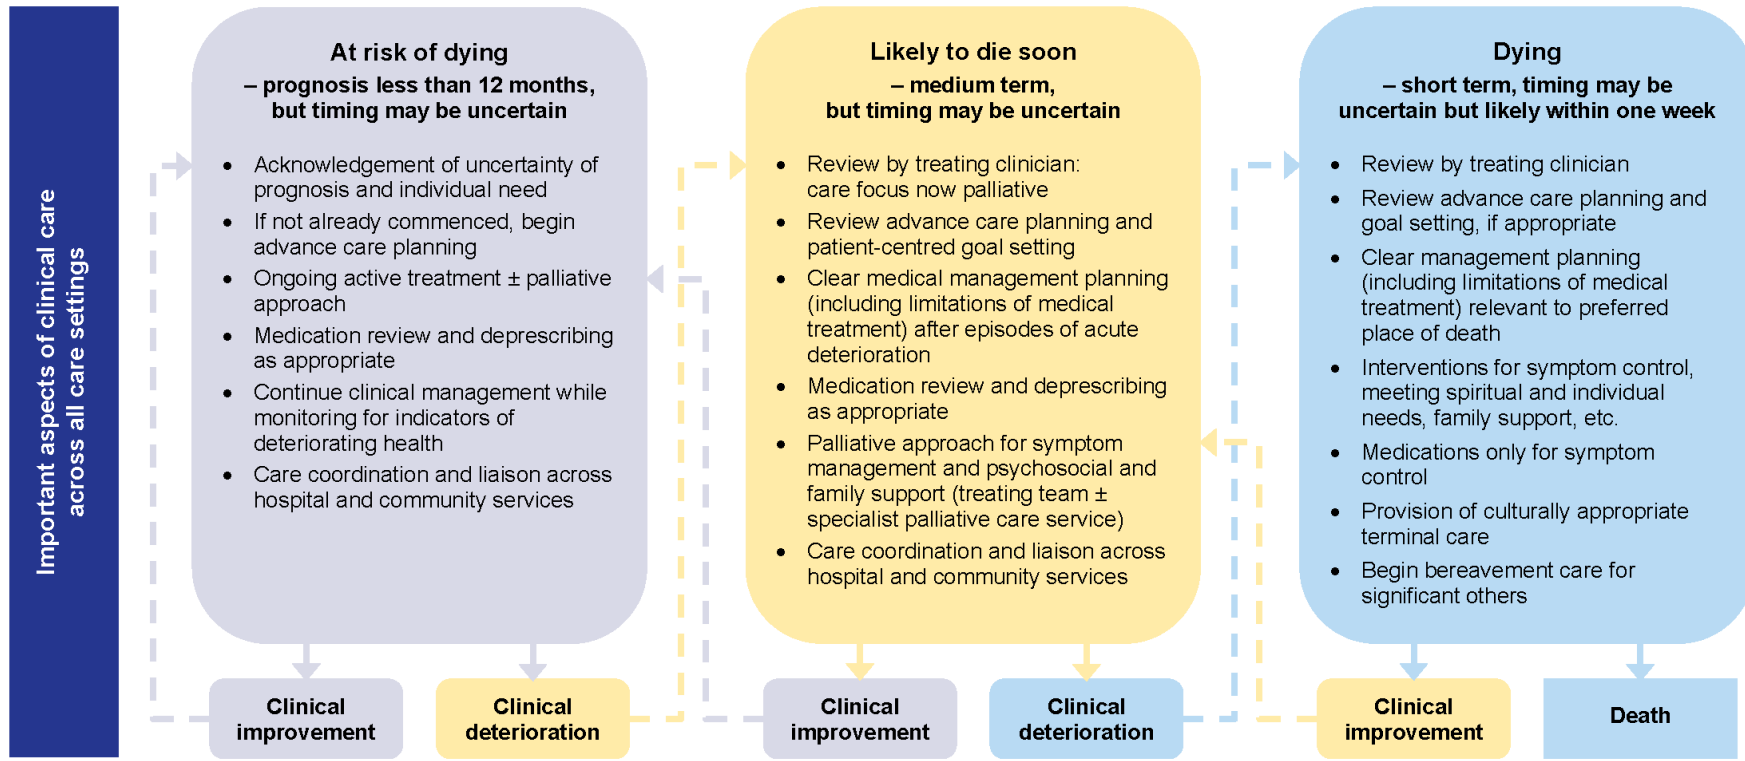 Important aspects of clinical care
across all care settings
At risk of dying
– prognosis less than 12 months,
but timing may be uncertain
• Acknowledgement of uncertainty of
prognosis and individual need
• If not already commenced, begin
advance care planning
• Ongoing active treatment ± palliative
approach
• Medication review and deprescribing
as appropriate
• Continue clinical management while
monitoring for indicators of
deteriorating health
• Care coordination and liaison across
hospital and community services
Clinical
improvement
Clinical
deterioration
Likely to die soon
– medium term,
but timing may be uncertain
• Review by treating clinician:
care focus now palliative
• Review advance care planning and
patient-centred goal setting
• Clear medical management planning
(including limitations of medical
treatment) after episodes of acute
deterioration
• Medication review and deprescribing
as appropriate
• Palliative approach for symptom
management and psychosocial and
family support (treating team ±
specialist palliative care service)
• Care coordination and liaison across
hospital and community services
Clinical
improvement
Clinical
deterioration
Dying
– short term, timing may be
uncertain but likely within one week
• Review by treating clinician
• Review advance care planning and
goal setting, if appropriate
• Clear management planning
(including limitations of medical
treatment) relevant to preferred
place of death
• Interventions for symptom control,
meeting spiritual and individual
needs, family support, etc.
• Medications only for symptom
control
• Provision of culturally appropriate
terminal care
• Begin bereavement care for
significant others
Clinical
improvement
Death